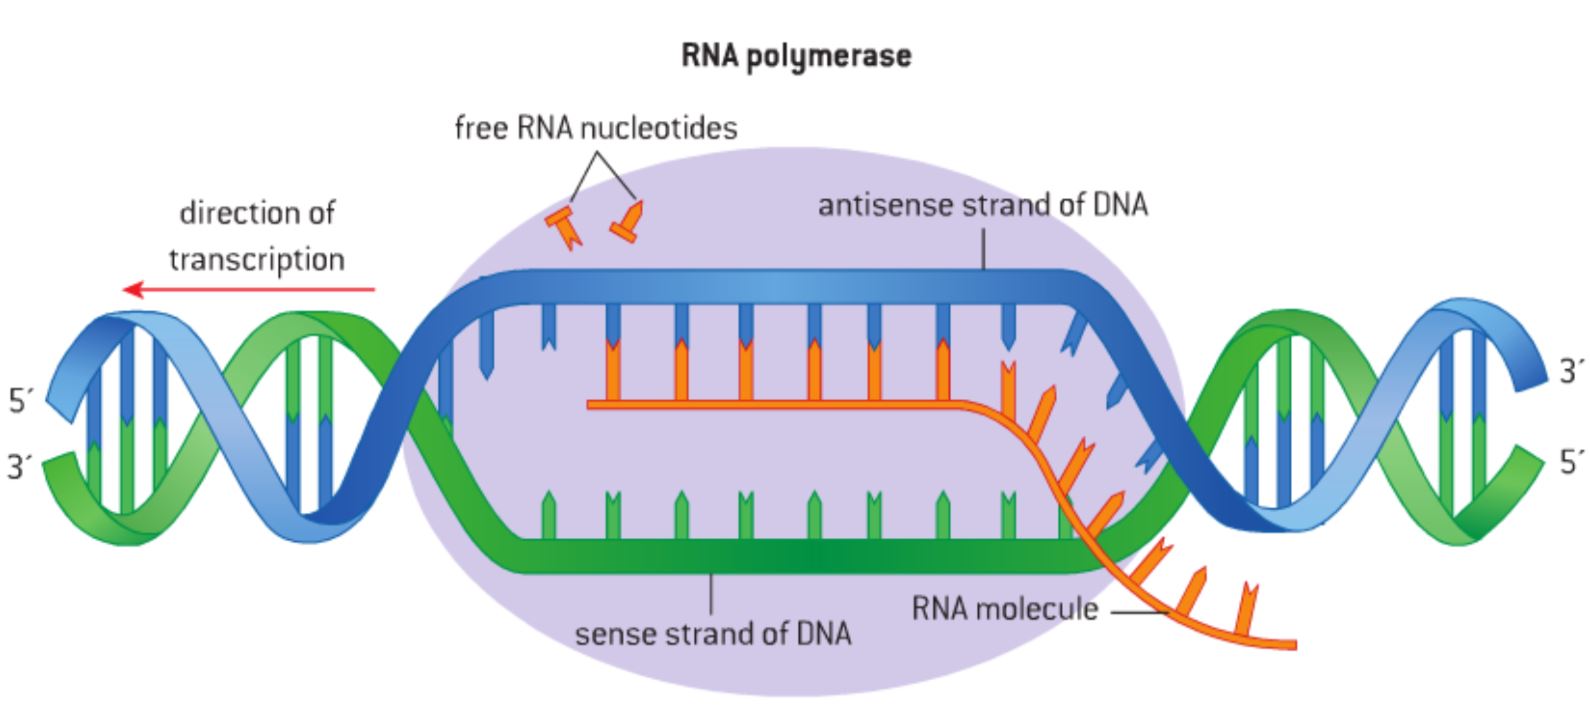 RNA polymerase
free RNA nucleotides
direction of
transcription
antisense strand of DNA
5´
3´
3´
5´
sense strand of DNA
RNA molecule